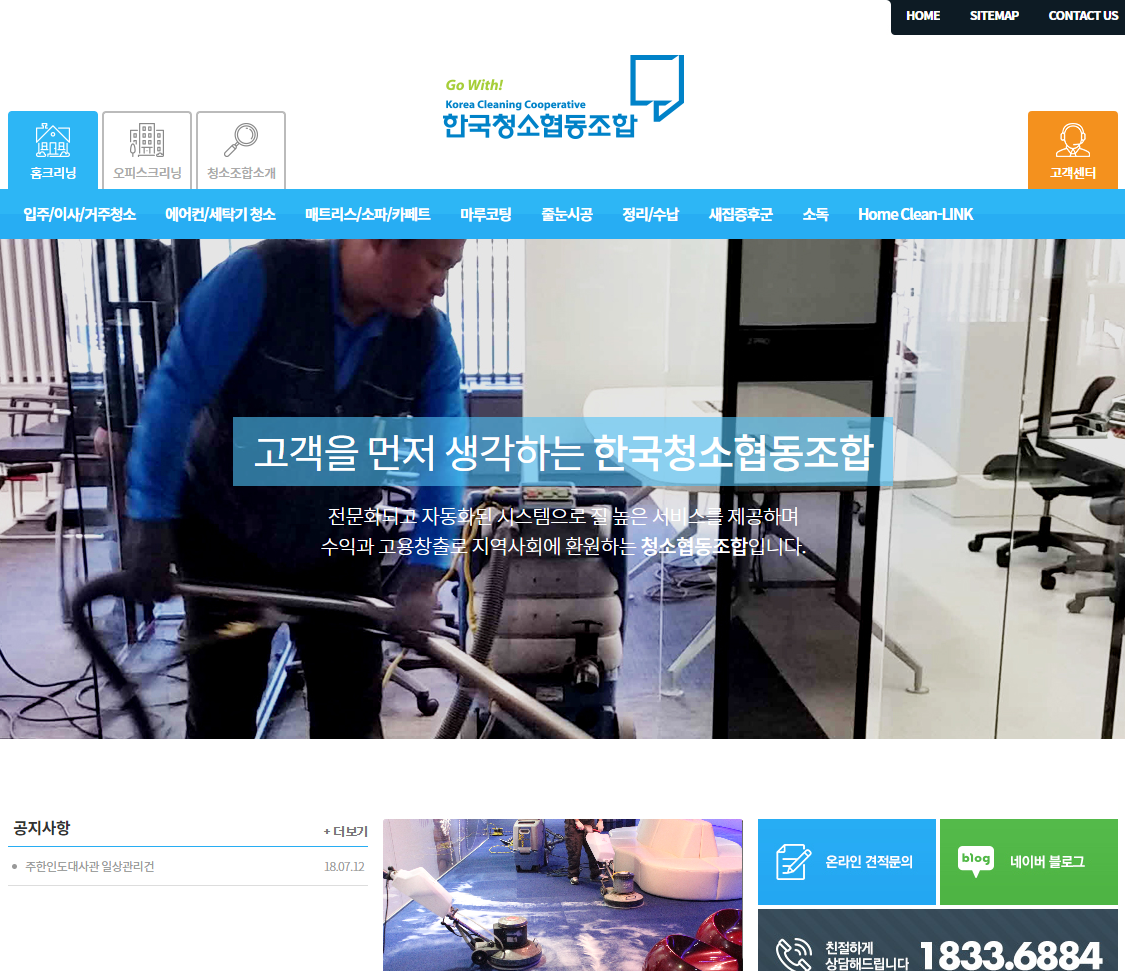 HOME SITEMAP CONTACT US
Go With!
Korea Cleaning Cooperative
한국청소협동조합
홈크리닝 오피스크리닝 청소조합소개 고객센터
입주/이사/거주청소 에어컨/세탁기 청소 매트리스/소파/카페트 마루코팅 줄눈시공 정리/수납 새집증후군 소독 Home Clean-LINK
고객을 먼저 생각하는 한국청소협동조합
전문화되고 자동화된 시스템으로 질 높은 서비스를 제공하며
수익과 고용창출로 지역사회에 환원하는 청소협동조합입니다.
공지사항 + 더보기
주한인도대사관 일상관리건 18.07.12
온라인 견적문의
blog 네이버 블로그
친절하게
상담해드립니다 1833.6884